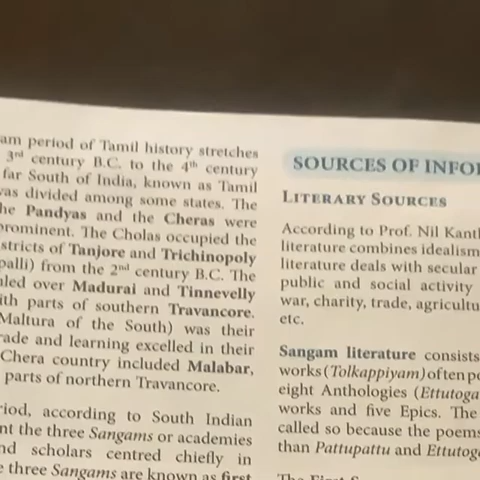 am period of Tamil history stretches
3rd century B.C. to the 4th century
far South of India, known as Tamil
was divided among some states. The
he Pandyas and the Cheras were
prominent. The Cholas occupied the
stricts of Tanjore and Trichinopoly
palli) from the 2nd century B.C. The
uled over Madurai and Tinnevelly
ith parts of southern Travancore.
Maltura of the South) was their
rade and learning excelled in their
Chera country included Malabar,
parts of northern Travancore.
riod, according to South Indian
nt the three Sangams or academies
nd scholars centred chiefly in
e three Sangams are known as first
SOURCES OF INFO
LITERARY SOURCES
According to Prof. Nil Kant
literature combines idealism
literature deals with secular
public and social activity
war, charity, trade, agricultu
etc.
Sangam literature consists
works (Tolkappiyam) often po
eight Anthologies (Ettutoga
works and five Epics. The
called so because the poems
than Pattupattu and Ettutog
The First S